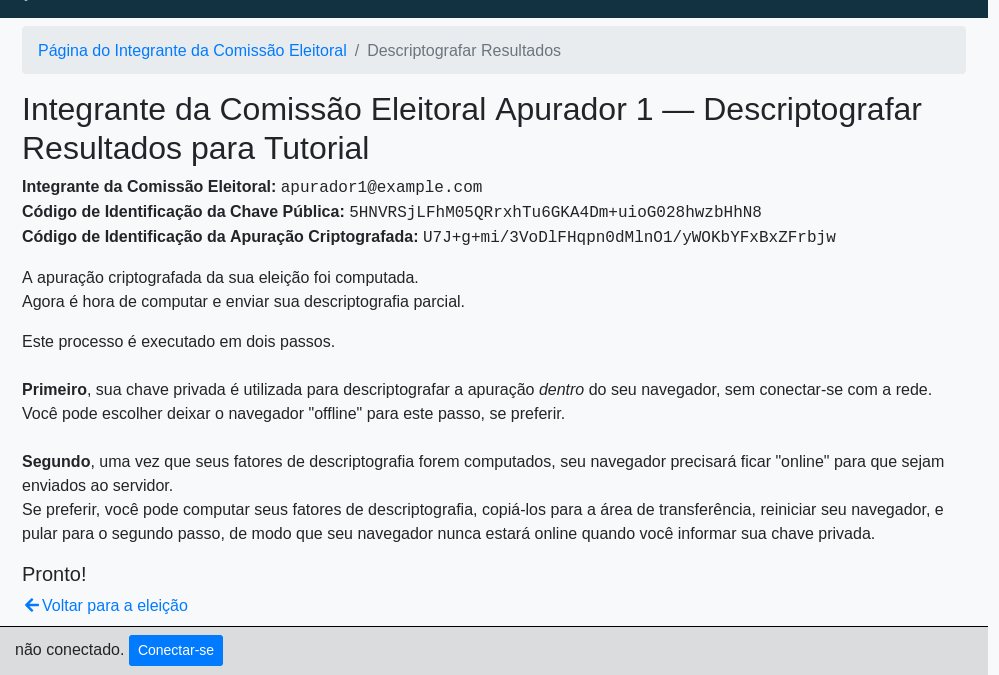 Página do Integrante da Comissão Eleitoral / Descriptografar Resultados
Integrante da Comissão Eleitoral Apurador 1 — Descriptografar
Resultados para Tutorial
Integrante da Comissão Eleitoral: apurador1@example.com
Código de Identificação da Chave Pública: 5HNVRSjLFhM05QRrxhTu6GKA4Dm+uioG028hwzbHhN8
Código de Identificação da Apuração Criptografada: U7J+g+mi/3VoDlFHqpn0dMlnO1/yWOKbYFxBxZFrbjw
A apuração criptografada da sua eleição foi computada.
Agora é hora de computar e enviar sua descriptografia parcial.
Este processo é executado em dois passos.
Primeiro, sua chave privada é utilizada para descriptografar a apuração dentro do seu navegador, sem conectar-se com a rede.
Você pode escolher deixar o navegador "offline" para este passo, se preferir.
Segundo, uma vez que seus fatores de descriptografia forem computados, seu navegador precisará ficar "online" para que sejam
enviados ao servidor.
Se preferir, você pode computar seus fatores de descriptografia, copiá-los para a área de transferência, reiniciar seu navegador, e
pular para o segundo passo, de modo que seu navegador nunca estará online quando você informar sua chave privada.
Pronto!
Voltar para a eleição
não conectado. Conectar-se